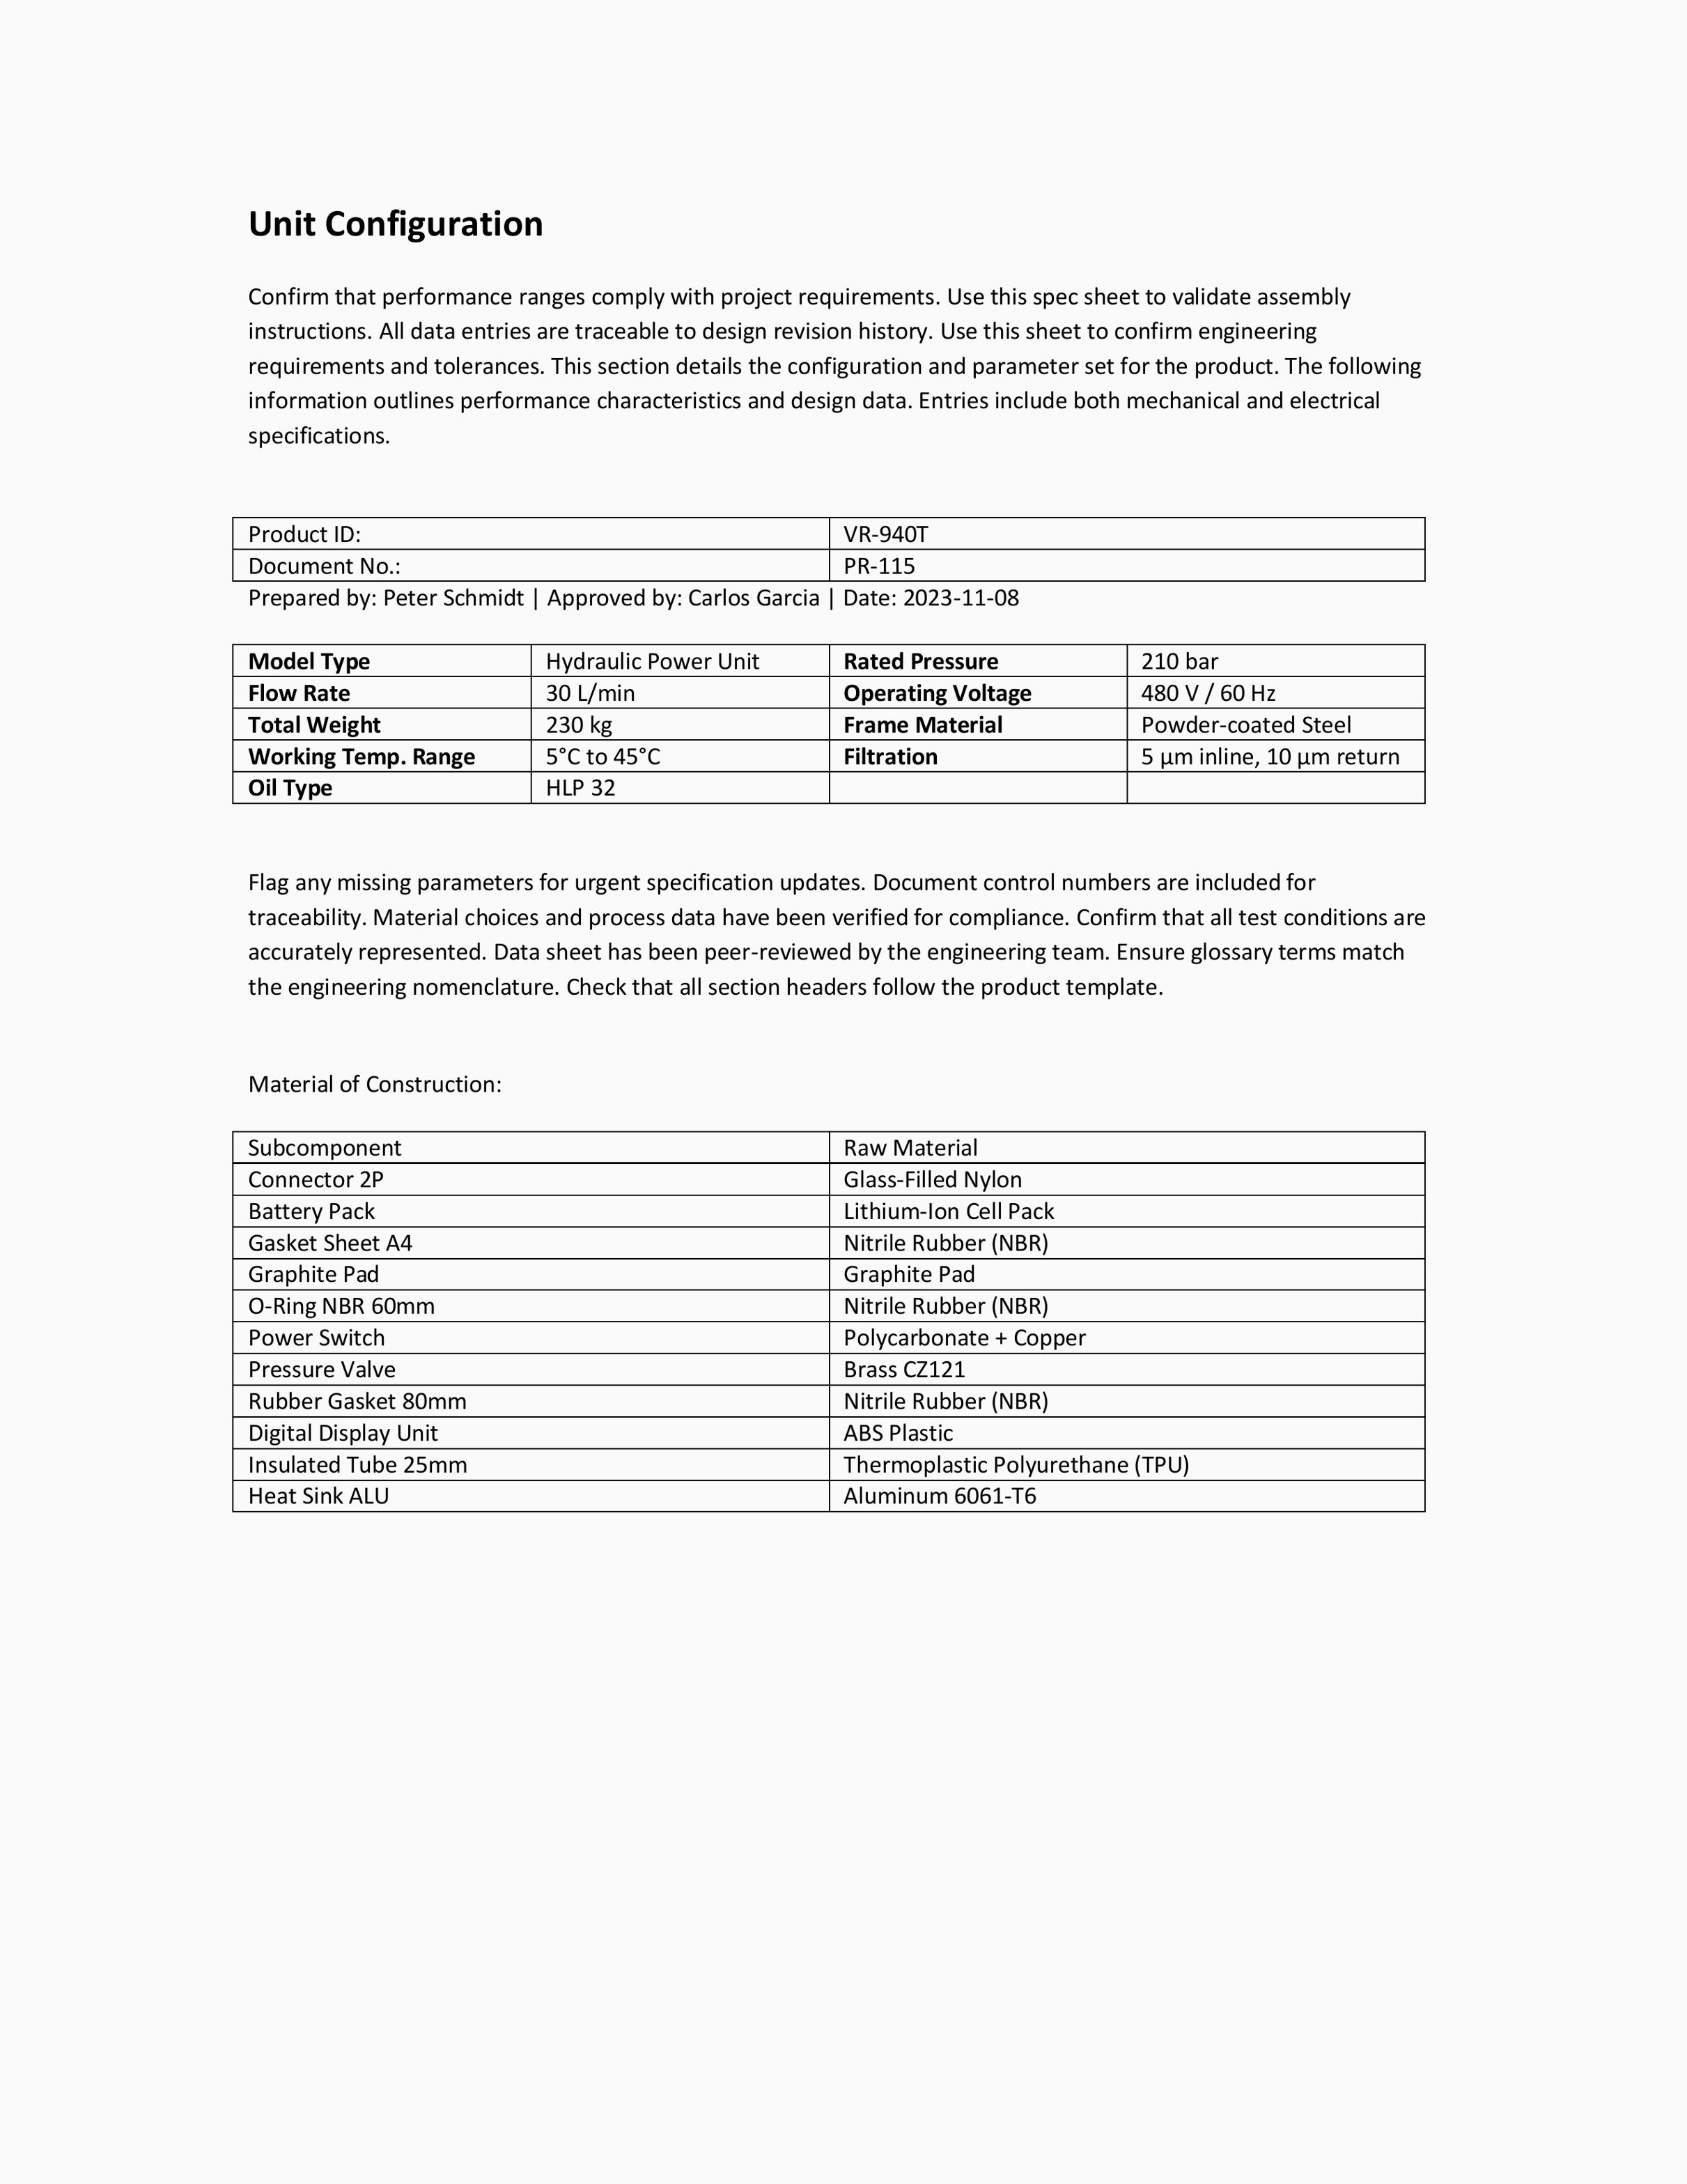 Unit Configuration
Confirm that performance ranges comply with project requirements. Use this spec sheet to validate assembly
instructions. All data entries are traceable to design revision history. Use this sheet to confirm engineering
requirements and tolerances. This section details the configuration and parameter set for the product. The following
information outlines performance characteristics and design data. Entries include both mechanical and electrical
specifications.
Product ID: VR-940T
Document No.: PR-115
Prepared by: Peter Schmidt | Approved by: Carlos Garcia | Date: 2023-11-08
Model Type Hydraulic Power Unit Rated Pressure 210 bar
Flow Rate 30 L/min Operating Voltage 480 V / 60 Hz
Total Weight 230 kg Frame Material Powder-coated Steel
Working Temp. Range 5°C to 45°C Filtration 5 µm inline, 10 µm return
Oil Type HLP 32
Flag any missing parameters for urgent specification updates. Document control numbers are included for
traceability. Material choices and process data have been verified for compliance. Confirm that all test conditions are
accurately represented. Data sheet has been peer-reviewed by the engineering team. Ensure glossary terms match
the engineering nomenclature. Check that all section headers follow the product template.
Material of Construction:
Subcomponent Raw Material
Connector 2P Glass-Filled Nylon
Battery Pack Lithium-Ion Cell Pack
Gasket Sheet A4 Nitrile Rubber (NBR)
Graphite Pad Graphite Pad
O-Ring NBR 60mm Nitrile Rubber (NBR)
Power Switch Polycarbonate + Copper
Pressure Valve Brass CZ121
Rubber Gasket 80mm Nitrile Rubber (NBR)
Digital Display Unit ABS Plastic
Insulated Tube 25mm Thermoplastic Polyurethane (TPU)
Heat Sink ALU Aluminum 6061-T6